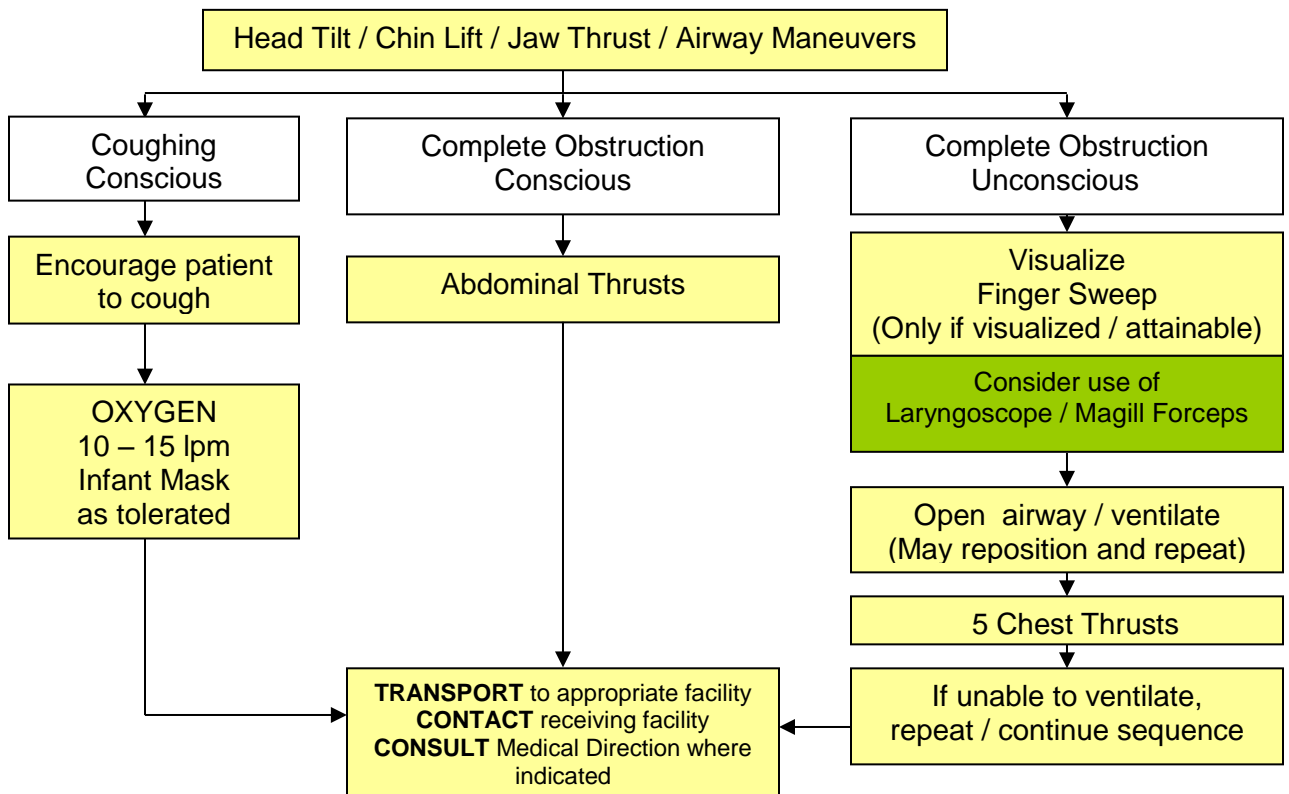 Head Tilt / Chin Lift / Jaw Thrust / Airway Maneuvers
Coughing
Conscious
Encourage patient
to cough
OXYGEN
10 – 15 lpm
Infant Mask
as tolerated
Complete Obstruction
Conscious
Abdominal Thrusts
Complete Obstruction
Unconscious
Visualize
Finger Sweep
(Only if visualized / attainable)
Consider use of
Laryngoscope / Magill Forceps
Open airway / ventilate
(May reposition and repeat)
5 Chest Thrusts
If unable to ventilate,
repeat / continue sequence
TRANSPORT to appropriate facility
CONTACT receiving facility
CONSULT Medical Direction where
indicated